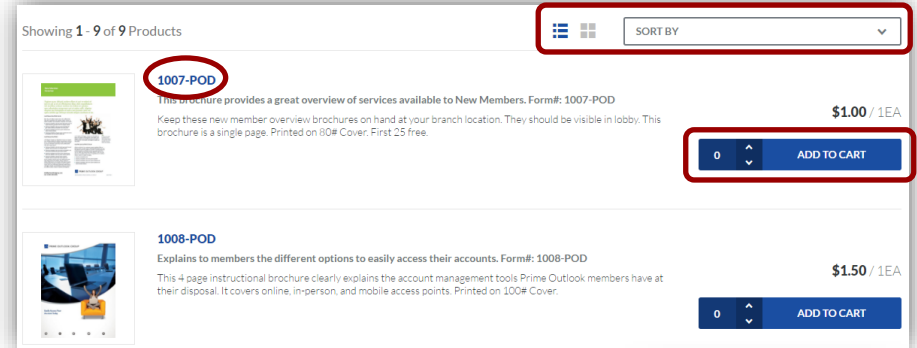 Showing 1 - 9 of 9 Products
SORT BY
1007-POD
This brochure provides a great overview of services available to New Members. Form#: 1007-POD
Keep these new member overview brochures on hand at your branch location. They should be visible in lobby. This
brochure is a single page. Printed on 80# Cover. First 25 free.
$1.00 / 1EA
0 ADD TO CART
1008-POD
Explains to members the different options to easily access their accounts. Form#: 1008-POD
This 4 page instructional brochure clearly explains the account management tools Prime Outlook members have at
their disposal. It covers online, in-person, and mobile access points. Printed on 100# Cover.
$1.50 / 1EA
0 ADD TO CART